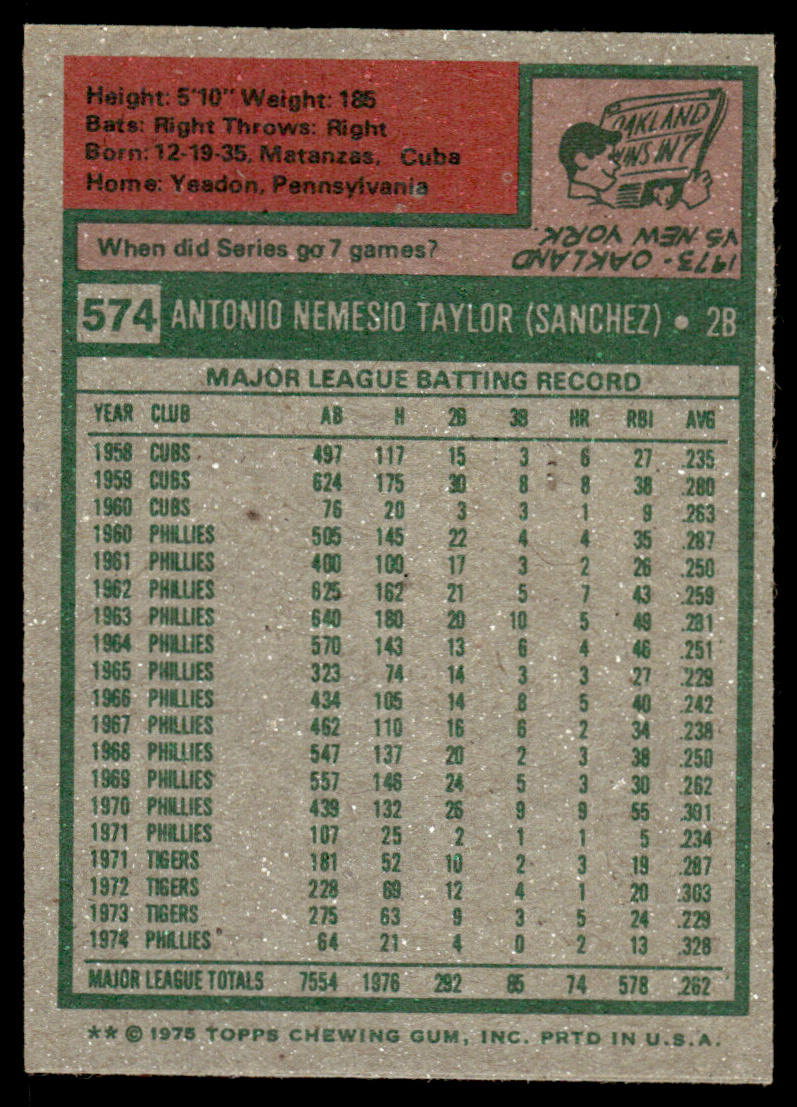 Height: 5'10" Weight: 185
Bats: Right Throws: Right
Born: 12-19-35, Matanzas, Cuba
Home: Yeadon, Pennsylvania
OAKLAND
WINS IN 7
When did Series go 7 games?
1973 - OAKLAND
VS NEW YORK.
574 ANTONIO NEMESIO TAYLOR (SANCHEZ) • 2B
MAJOR LEAGUE BATTING RECORD
YEAR CLUB AB H 2B 3B HR RBI AVG
1958 CUBS 497 117 15 3 6 27 .235
1959 CUBS 624 175 30 8 8 38 .280
1960 CUBS 76 20 3 3 1 9 .263
1960 PHILLIES 505 145 22 4 4 35 .287
1961 PHILLIES 400 100 17 3 2 26 .250
1962 PHILLIES 625 162 21 5 7 43 .259
1963 PHILLIES 640 180 20 10 5 49 .281
1964 PHILLIES 570 143 13 6 4 46 .251
1965 PHILLIES 323 74 14 3 3 27 .229
1966 PHILLIES 434 105 14 8 5 40 .242
1967 PHILLIES 462 110 16 6 2 34 .238
1968 PHILLIES 547 137 20 2 3 38 .250
1969 PHILLIES 557 146 24 5 3 30 .262
1970 PHILLIES 439 132 26 9 9 55 .301
1971 PHILLIES 107 25 2 1 1 5 .234
1971 TIGERS 181 52 10 2 3 19 .287
1972 TIGERS 228 69 12 4 1 20 .303
1973 TIGERS 275 63 9 3 5 24 .229
1974 PHILLIES 64 21 4 0 2 13 .328
MAJOR LEAGUE TOTALS 7554 1976 292 85 74 578 .262
** © 1975 TOPPS CHEWING GUM, INC. PRTD IN U.S.A.